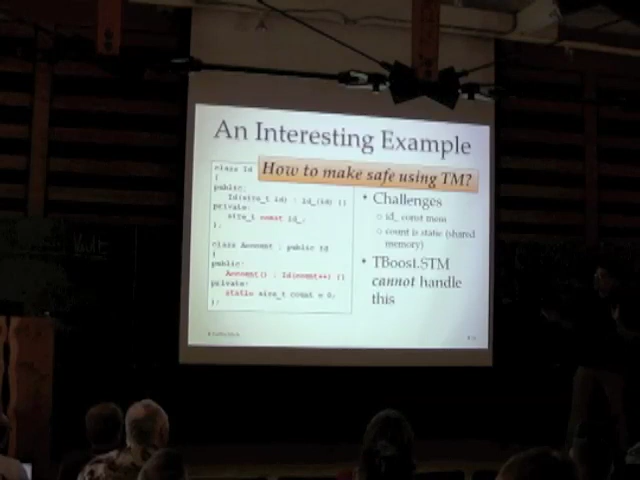 An Interesting Example
How to make safe using TM?
class Id
{
public:
Id(size_t id) : id_(id) {}
private:
size_t const id_;
};
class Account : public Id
{
public:
Account() : Id(count++) {}
private:
static size_t count = 0;
};
• Challenges
○ id_ const mem
○ count is static (shared
memory)
• TBoost.STM
cannot handle
this